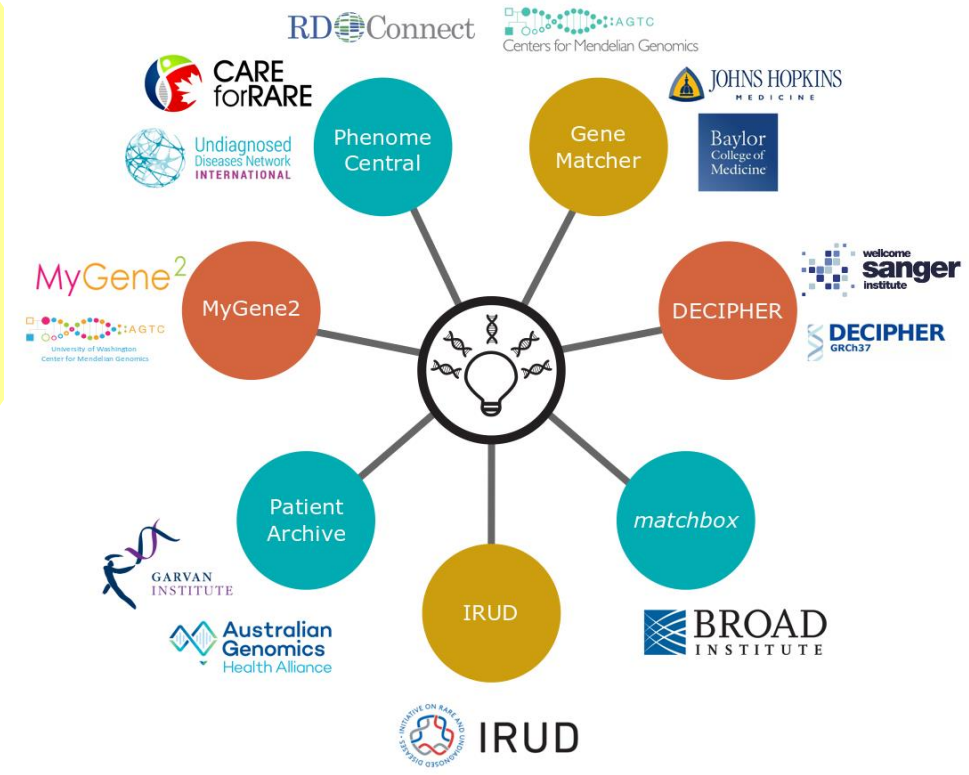 RD Connect
AGTC
Centers for Mendelian Genomics
CARE
forRARE
Undiagnosed
Diseases Network
INTERNATIONAL
Phenome
Central
Gene
Matcher
JOHNS HOPKINS
MEDICINE
Baylor
College of
Medicine
MyGene2
AGTC
University of Washington
Center for Mendelian Genomics
MyGene2
DECIPHER
wellcome
sanger
institute
DECIPHER
GRCh37
Patient
Archive
matchbox
IRUD
GARVAN
INSTITUTE
Australian
Genomics
Health Alliance
BROAD
INSTITUTE
INITIATIVE ON RARE AND UNDIAGNOSED DISEASES
IRUD